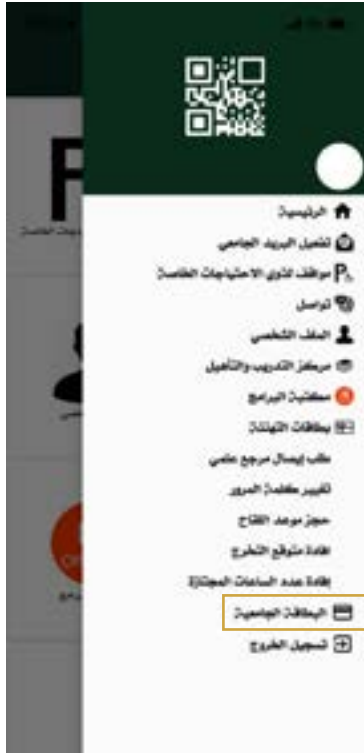 الرئيسية
تفعيل البريد الجامعي
مواقف لذوي الاحتياجات الخاصة
تواصل
الملف الشخصي
مركز التدريب والتأهيل
مكتبة البرامج
بطاقات التهنئة
طلب إيصال مرجع علمي
تغيير كلمة المرور
حجز موعد اللقاح
افادة متوقع التخرج
إفادة عدد الساعات المجتازة
البطاقة الجامعية
تسجيل الخروج